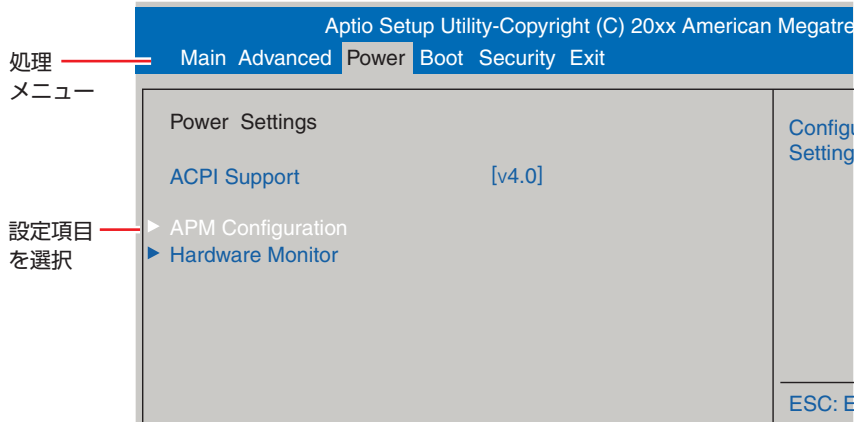 Aptio Setup Utility-Copyright (C) 20xx American Megatre
処理
メニュー
Main Advanced Power Boot Security Exit
Power Settings
ACPI Support [v4.0]
設定項目
を選択
APM Configuration
Hardware Monitor
Configu
Setting
ESC: E